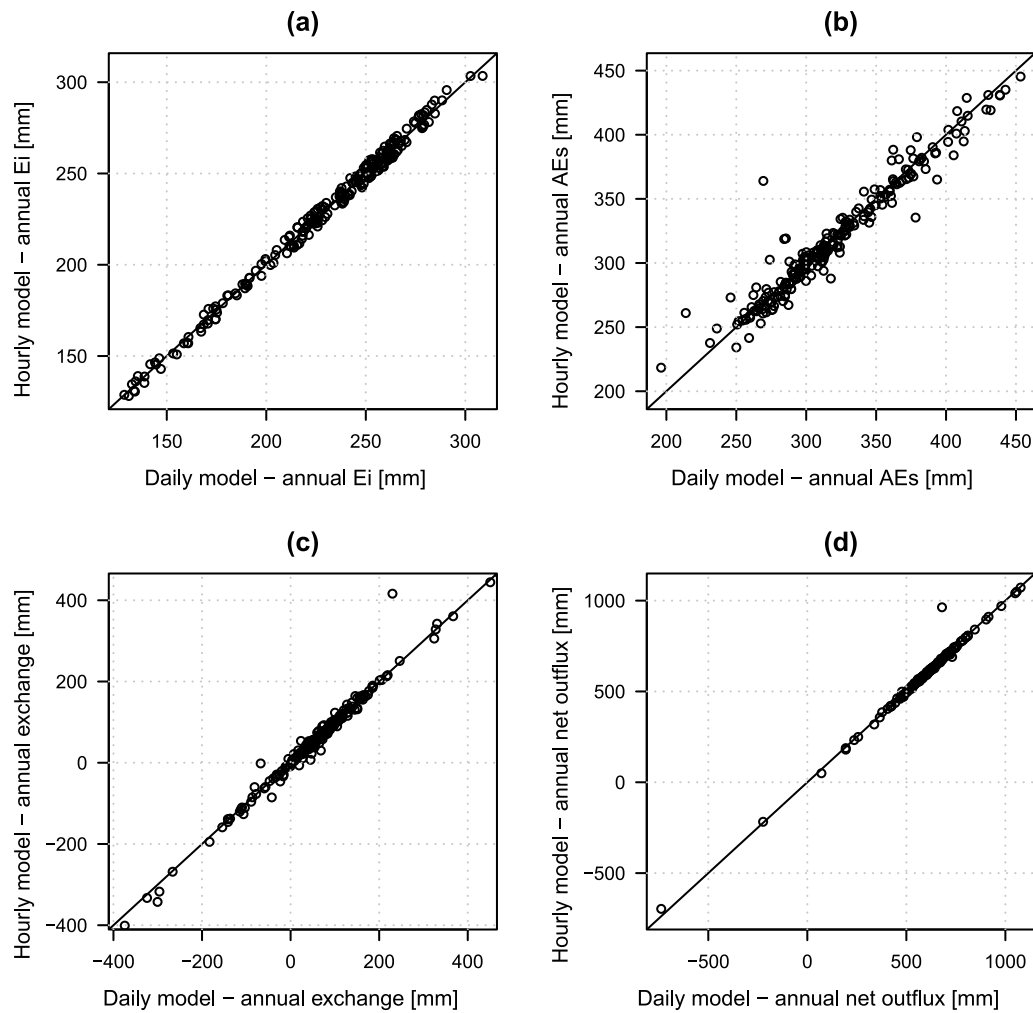 (a)
Hourly model − annual Ei [mm]
300
250
200
150
150 200 250 300
Daily model − annual Ei [mm]
(b)
Hourly model − annual AEs [mm]
450
400
350
300
250
200
200 250 300 350 400 450
Daily model − annual AEs [mm]
(c)
Hourly model − annual exchange [mm]
400
200
0
−200
−400
−400 −200 0 200 400
Daily model − annual exchange [mm]
(d)
Hourly model − annual net outflux [mm]
1000
500
0
−500
−500 0 500 1000
Daily model − annual net outflux [mm]